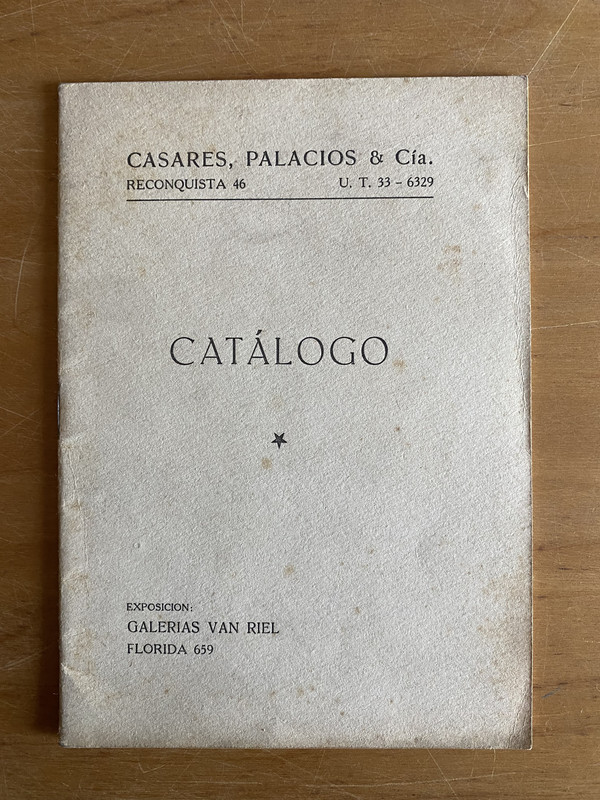 CASARES, PALACIOS & Cía.
RECONQUISTA 46 U. T. 33 – 6329
CATÁLOGO
EXPOSICION:
GALERIAS VAN RIEL
FLORIDA 659